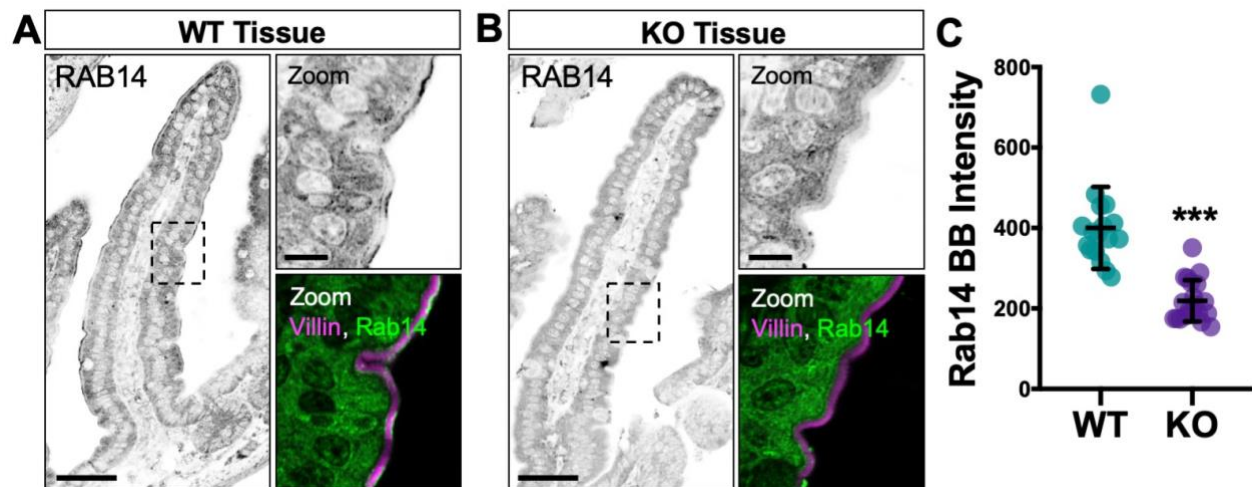 A
WT Tissue
RAB14
Zoom
Zoom
Villin, Rab14
B
KO Tissue
RAB14
Zoom
Zoom
Villin, Rab14
C
Rab14 BB Intensity
800
600
400
200
0
***
WT KO